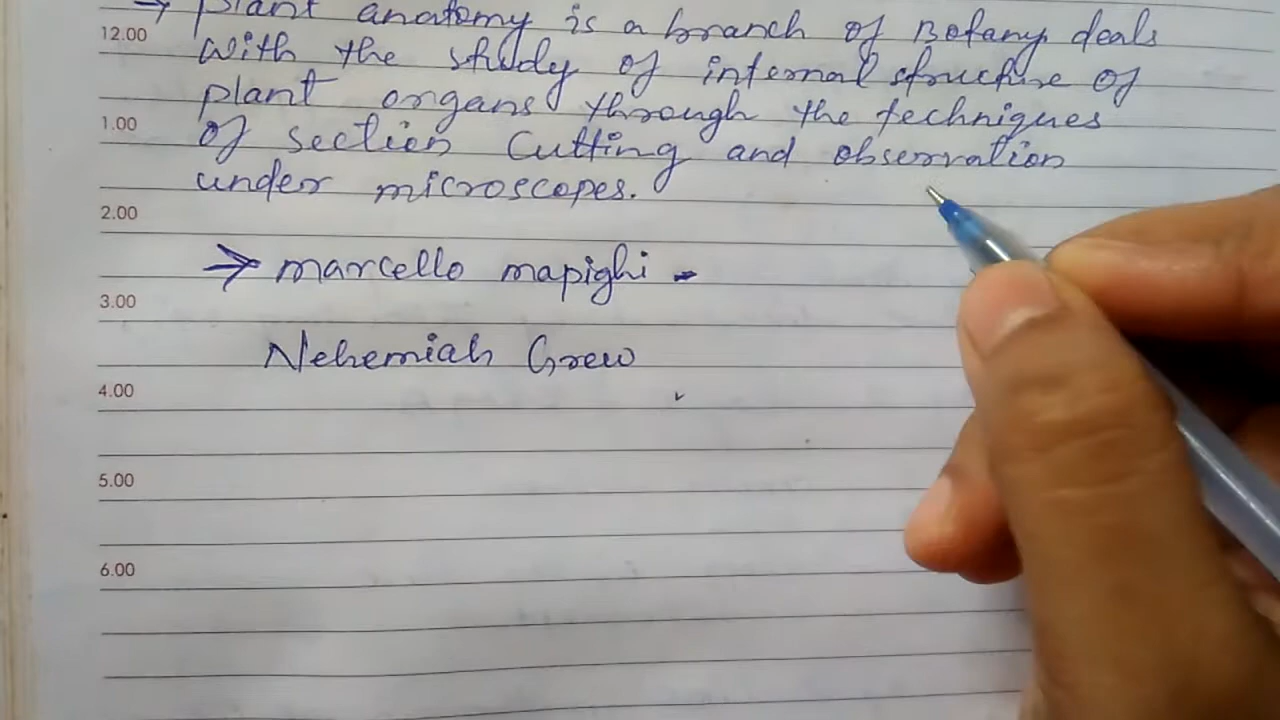 → plant anatomy is a branch of Botany deals
12.00
with the study of internal structure of
plant organs through the techniques
1.00
of section Cutting and observation
under microscopes.
2.00
→ marcello mapighi -
3.00
Nehemiah Grew
4.00
5.00
6.00